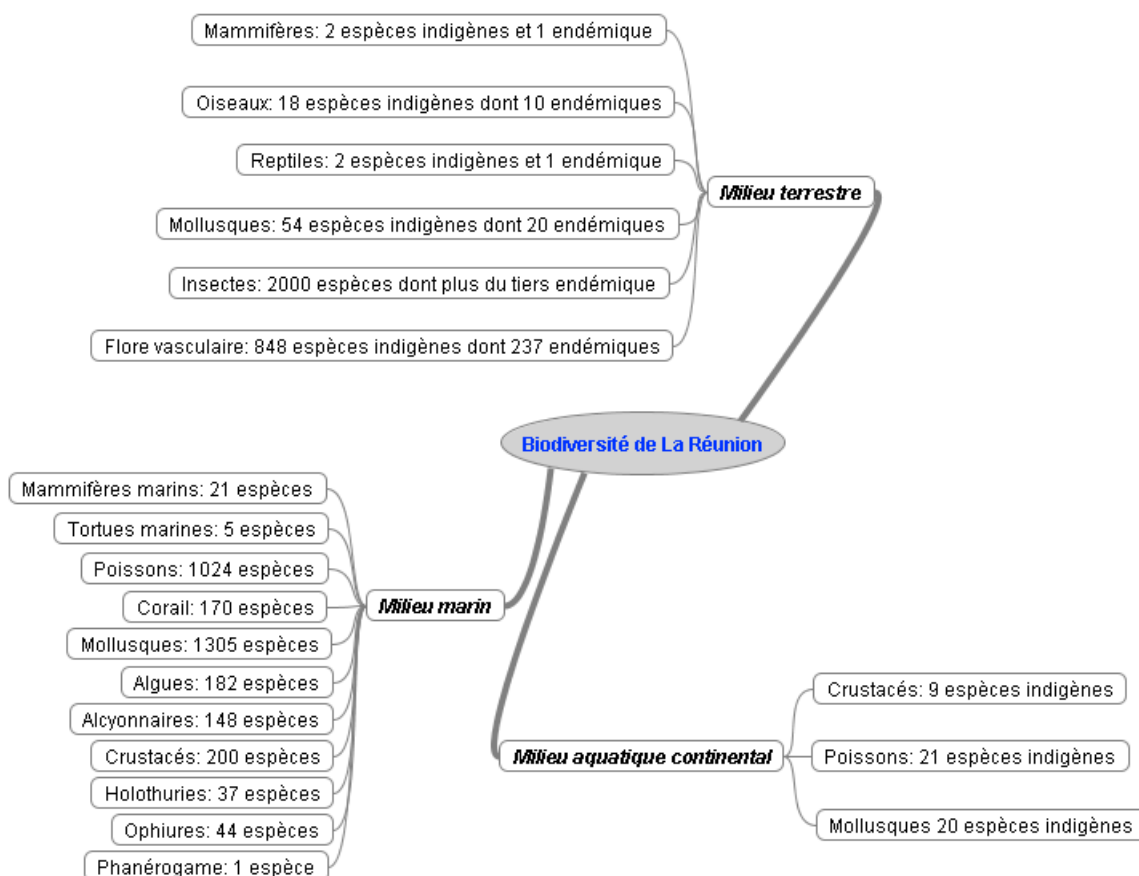 Mammifères: 2 espèces indigènes et 1 endémique
Oiseaux: 18 espèces indigènes dont 10 endémiques
Reptiles: 2 espèces indigènes et 1 endémique
Milieu terrestre
Mollusques: 54 espèces indigènes dont 20 endémiques
Insectes: 2000 espèces dont plus du tiers endémique
Flore vasculaire: 848 espèces indigènes dont 237 endémiques
Biodiversité de La Réunion
Mammifères marins: 21 espèces
Tortues marines: 5 espèces
Poissons: 1024 espèces
Corail: 170 espèces
Milieu marin
Mollusques: 1305 espèces
Algues: 182 espèces
Alcyonnaires: 148 espèces
Crustacés: 200 espèces
Holothuries: 37 espèces
Ophiures: 44 espèces
Phanérogame: 1 espèce
Milieu aquatique continental
Crustacés: 9 espèces indigènes
Poissons: 21 espèces indigènes
Mollusques 20 espèces indigènes